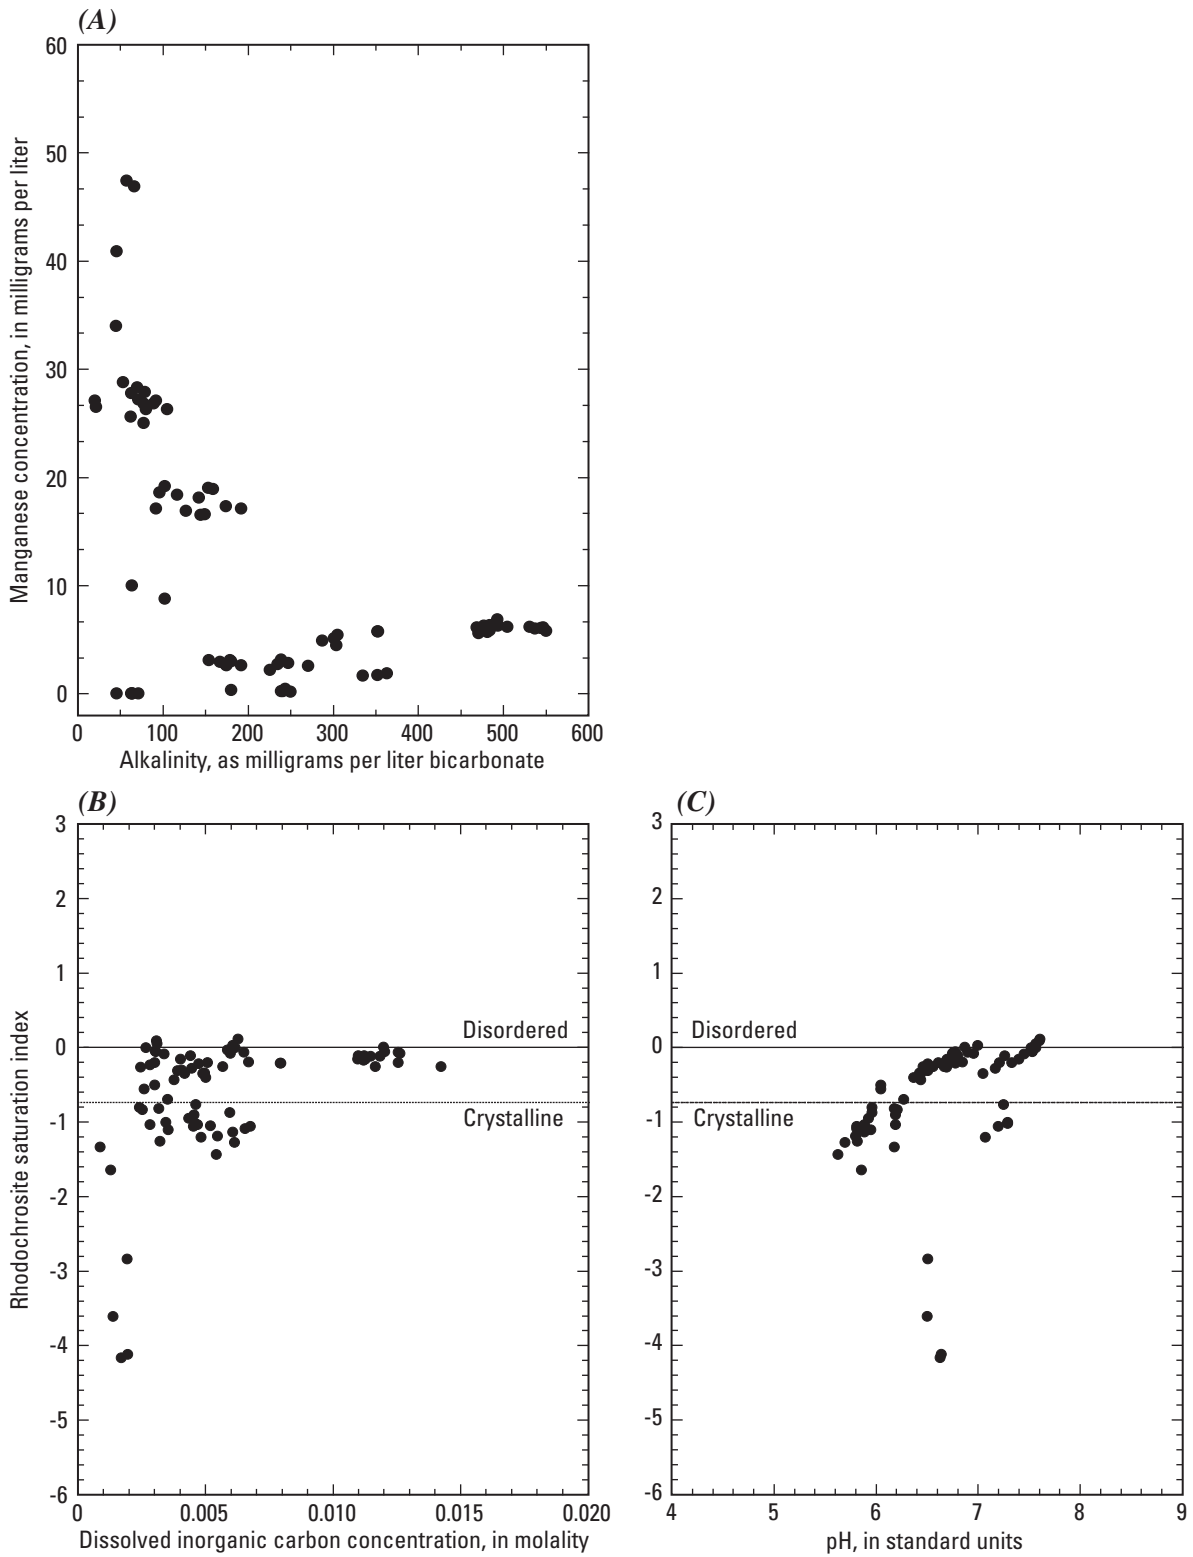 (A)
60
50
40
30
20
10
0
Manganese concentration, in milligrams per liter
0 100 200 300 400 500 600
Alkalinity, as milligrams per liter bicarbonate
(B)
3
2
1
0
-1
-2
-3
-4
-5
-6
Rhodochrosite saturation index
Disordered
Crystalline
0 0.005 0.010 0.015 0.020
Dissolved inorganic carbon concentration, in molality
(C)
3
2
1
0
-1
-2
-3
-4
-5
-6
Disordered
Crystalline
4 5 6 7 8 9
pH, in standard units